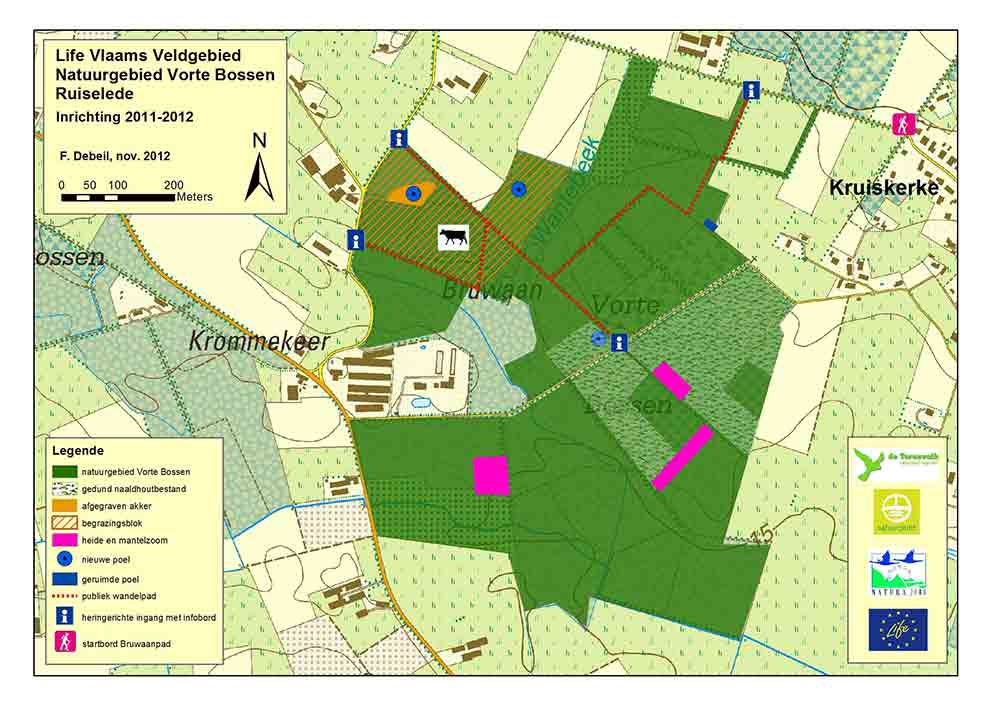 Life Vlaams Veldgebied
Natuurgebied Vorte Bossen
Ruiselede
Inrichting 2011-2012
F. Debeil, nov. 2012
N
0 50 100 200
Meters
Kruiskerke
Wantebeek
ossen
Bruwaan
Vorte
Krommekeer
Bossen
15
Legende
natuurgebied Vorte Bossen
gedund naaldhoutbestand
afgegraven akker
begrazingsblok
heide en mantelzoom
nieuwe poel
geruimde poel
publiek wandelpad
heringerichte ingang met infobord
startbord Bruwaanpad
de Torenvalk
natuurpunt
NATURA 2000
Life